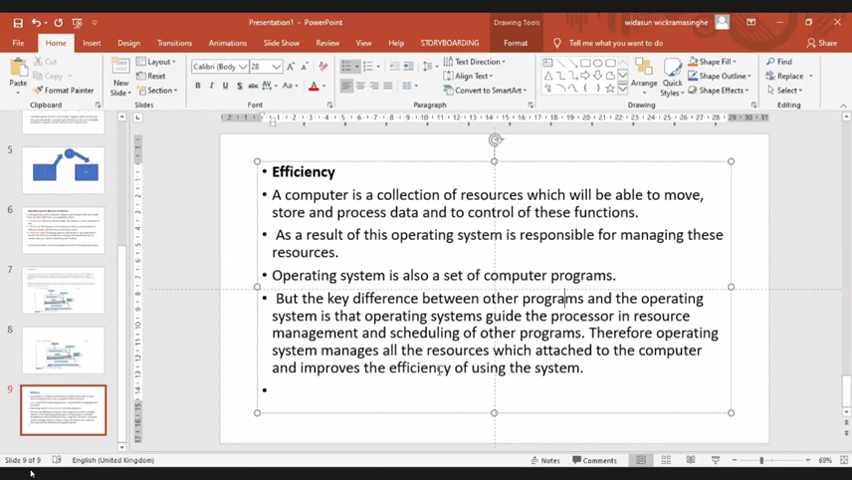 Presentation1 - PowerPoint
Drawing Tools
widasun wickramasinghe
File Home Insert Design Transitions Animations Slide Show Review View Help STORYBOARDING Format Tell me what you want to do Share
Paste
Cut
Copy
Format Painter
Clipboard
New Slide
Layout
Reset
Section
Slides
Calibri (Body) 28
Font
Text Direction
Align Text
Convert to SmartArt
Paragraph
Arrange
Quick Styles
Shape Fill
Shape Outline
Shape Effects
Drawing
Find
Replace
Select
Editing
5
6
7
8
9
• Efficiency
• A computer is a collection of resources which will be able to move,
store and process data and to control of these functions.
• As a result of this operating system is responsible for managing these
resources.
• Operating system is also a set of computer programs.
• But the key difference between other programs and the operating
system is that operating systems guide the processor in resource
management and scheduling of other programs. Therefore operating
system manages all the resources which attached to the computer
and improves the efficiency of using the system.
•
Slide 9 of 9 English (United Kingdom) Notes Comments 69%